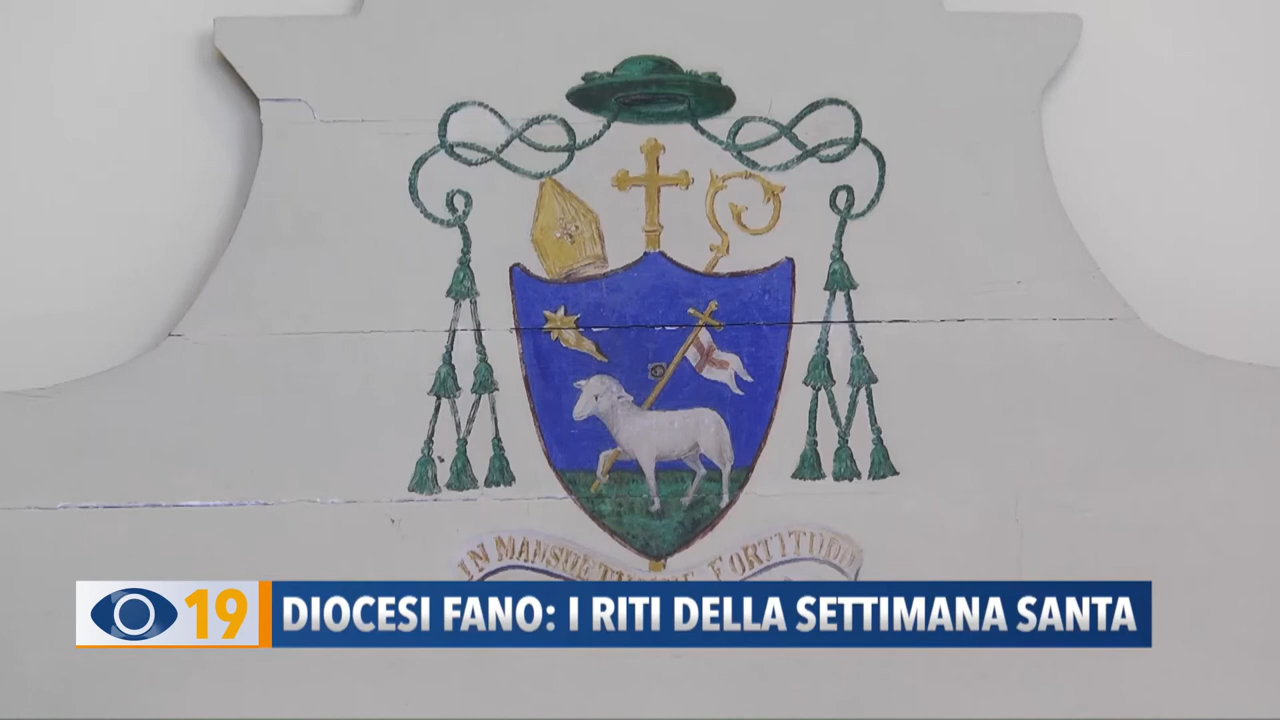 IN MANSUETUDINE FORTITUDO
19
DIOCESI FANO: I RITI DELLA SETTIMANA SANTA